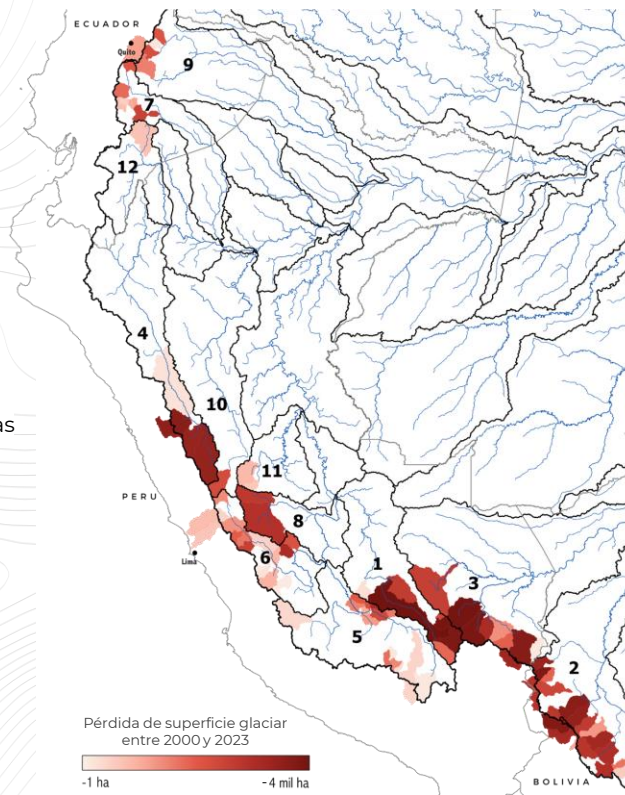 ECUADOR
Quito
9
7
12
4
10
as
11
PERU
8
Lima
6
1
3
5
2
Pérdida de superficie glaciar
entre 2000 y 2023
-1 ha
-4 mil ha
BOLIVIA